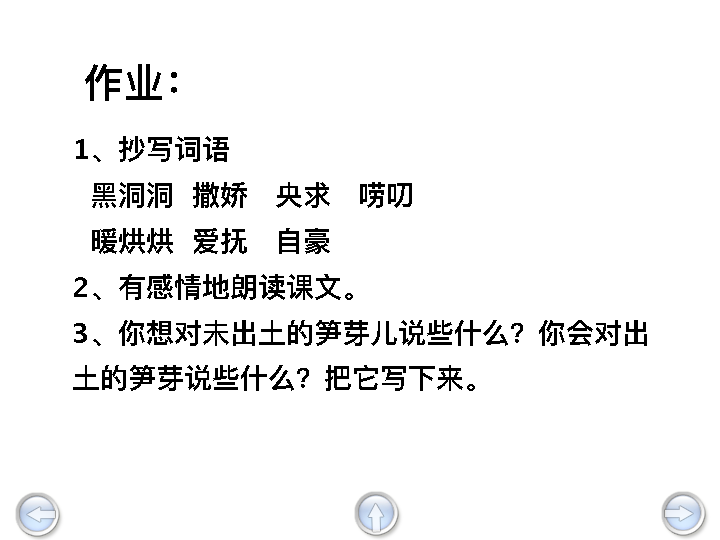 作业：
1、抄写词语
黑洞洞 撒娇 央求 唠叨
暖烘烘 爱抚 自豪
2、有感情地朗读课文。
3、你想对未出土的笋芽儿说些什么？你会对出
土的笋芽说些什么？把它写下来。